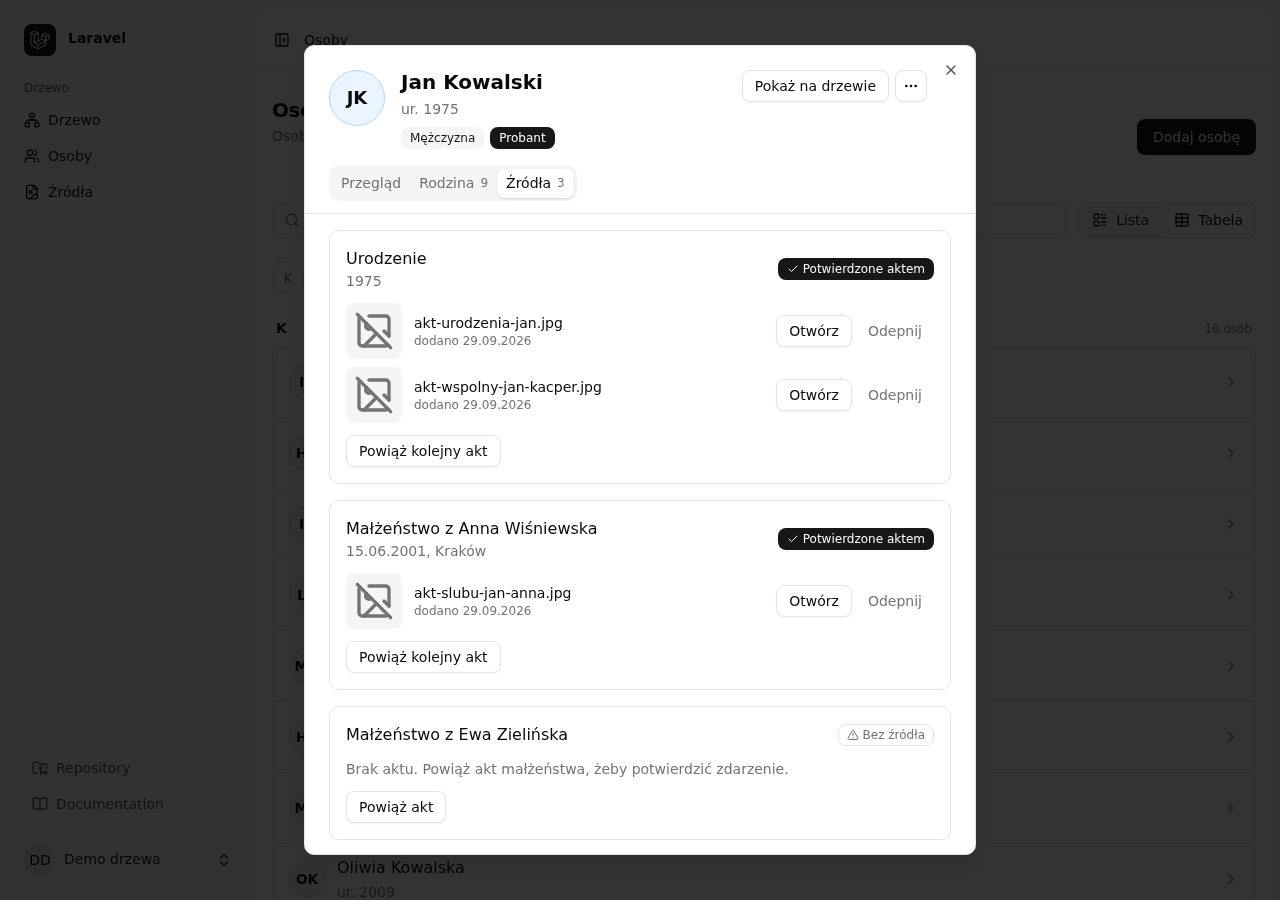 Laravel
Osoby
Drzewo
Drzewo
Osoby
Źródła
Dodaj osobę
Lista
Tabela
K
K
16 osób
JK
Jan Kowalski
ur. 1975
Mężczyzna
Probant
Pokaż na drzewie
Przegląd
Rodzina 9
Źródła 3
Urodzenie
1975
Potwierdzone aktem
akt-urodzenia-jan.jpg
dodano 29.09.2026
Otwórz
Odepnij
akt-wspolny-jan-kacper.jpg
dodano 29.09.2026
Otwórz
Odepnij
Powiąż kolejny akt
Małżeństwo z Anna Wiśniewska
15.06.2001, Kraków
Potwierdzone aktem
akt-slubu-jan-anna.jpg
dodano 29.09.2026
Otwórz
Odepnij
Powiąż kolejny akt
Małżeństwo z Ewa Zielińska
Bez źródła
Brak aktu. Powiąż akt małżeństwa, żeby potwierdzić zdarzenie.
Powiąż akt
Repository
Documentation
DD Demo drzewa
OK
Oliwia Kowalska
ur. 2009